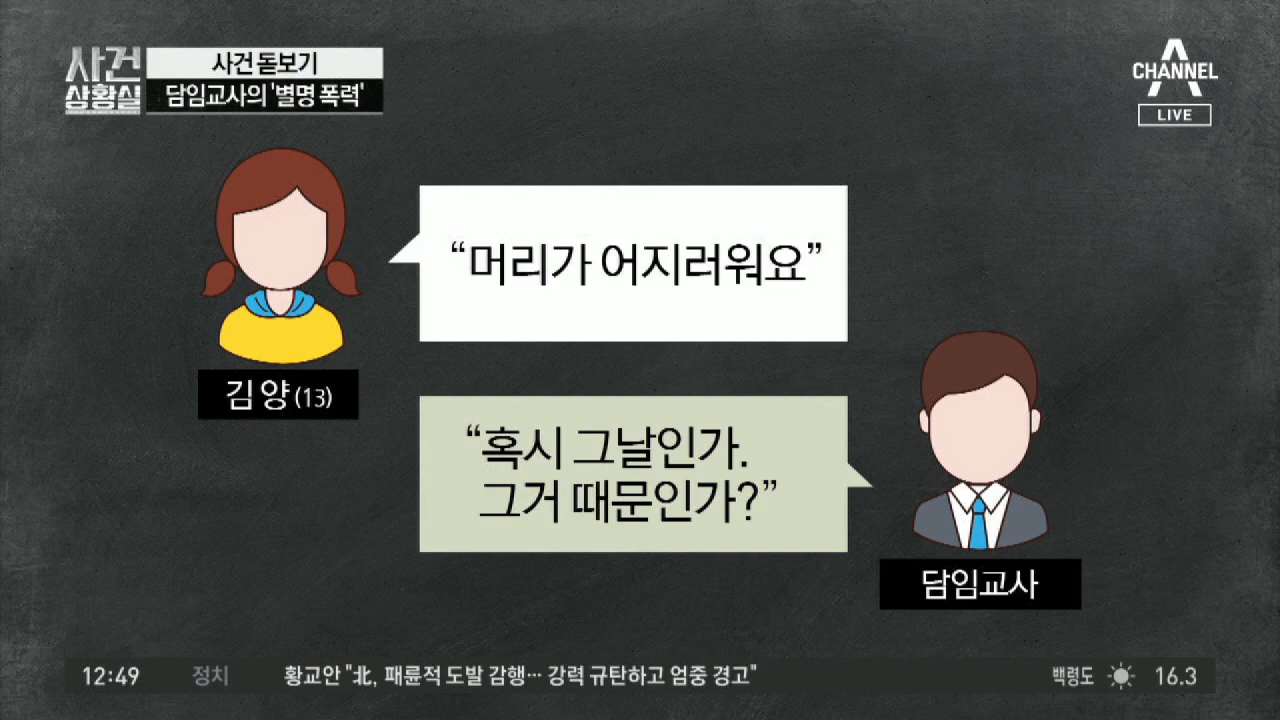 사건
상황실
사건 돋보기
담임교사의 '별명 폭력'
CHANNEL
LIVE
“머리가 어지러워요”
김 양 (13)
“혹시 그날인가.
그거 때문인가?”
담임교사
12:49 정치 황교안 "北, 패륜적 도발 감행… 강력 규탄하고 엄중 경고" 백령도 16.3